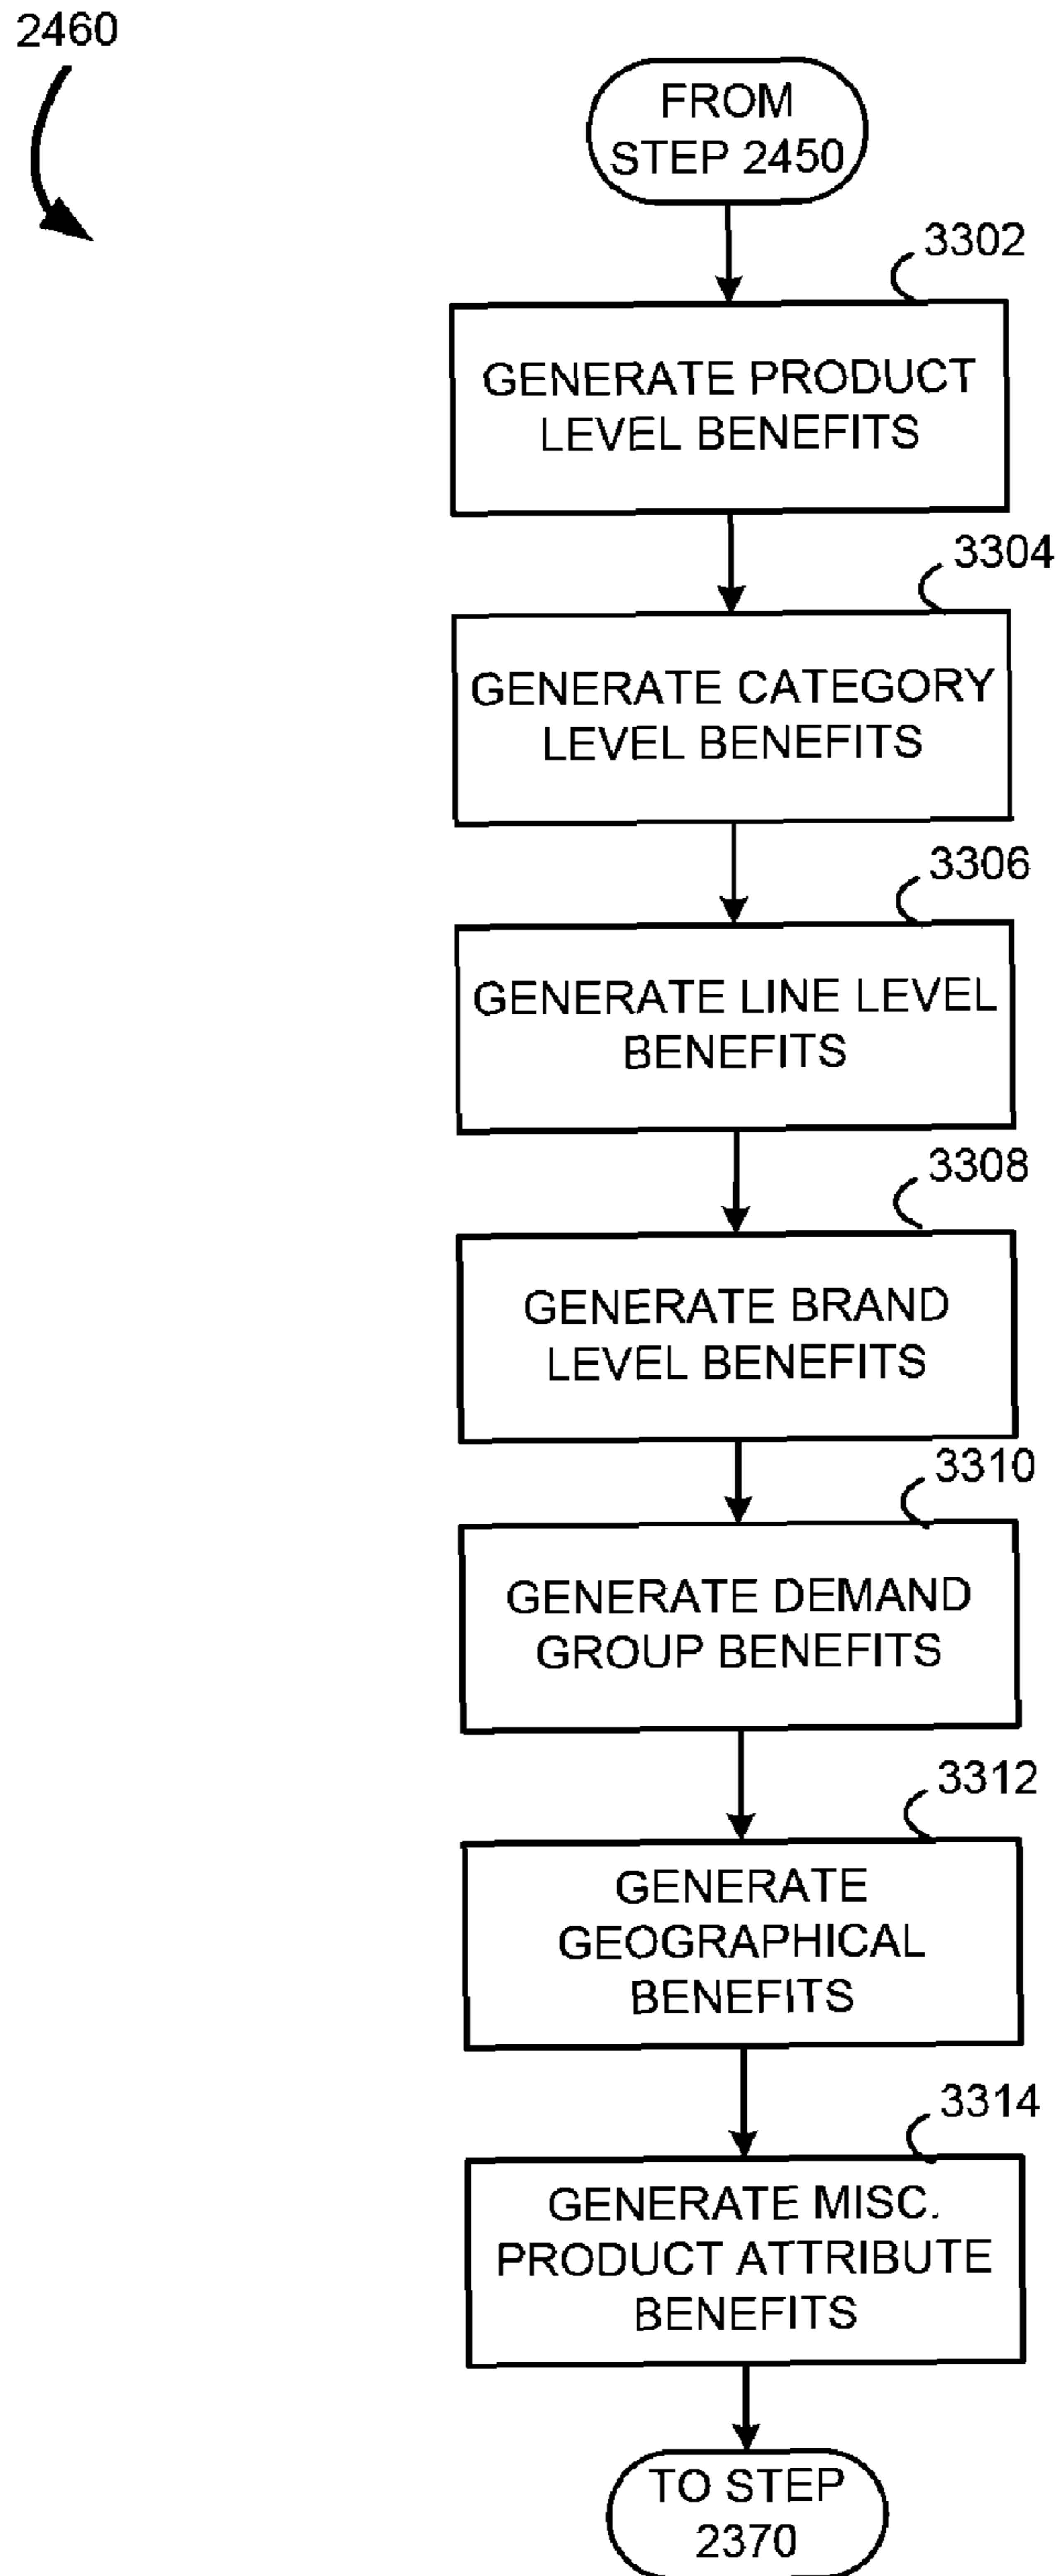 2460
FROM
STEP 2450
3302
GENERATE PRODUCT
LEVEL BENEFITS
3304
GENERATE CATEGORY
LEVEL BENEFITS
3306
GENERATE LINE LEVEL
BENEFITS
3308
GENERATE BRAND
LEVEL BENEFITS
3310
GENERATE DEMAND
GROUP BENEFITS
3312
GENERATE
GEOGRAPHICAL
BENEFITS
3314
GENERATE MISC.
PRODUCT ATTRIBUTE
BENEFITS
TO STEP
2370